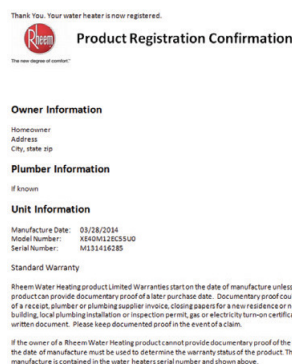 Thank You. Your water heater is now registered.
Rheem
Product Registration Confirmation
The new degree of comfort.™
Owner Information
Homeowner
Address
City, state zip
Plumber Information
If known
Unit Information
Manufacture Date: 03/28/2014
Model Number: XE40M12EC55U0
Serial Number: M131416285
Standard Warranty
Rheem Water Heating product Limited Warranties start on the date of manufacture unless
product can provide documentary proof of a later purchase date. Documentary proof cou
of a receipt, plumber or plumbing supplier invoice, closing papers for a new residence or n
building, local plumbing installation or inspection permit, gas or electricity turn-on certifica
written document. Please keep documented proof in the event of a claim.
If the owner of a Rheem Water Heating product cannot provide documentary proof of the
the date of manufacture must be used to determine the warranty status of the product. Th
manufacture is contained in the water heaters serial number and shown above.